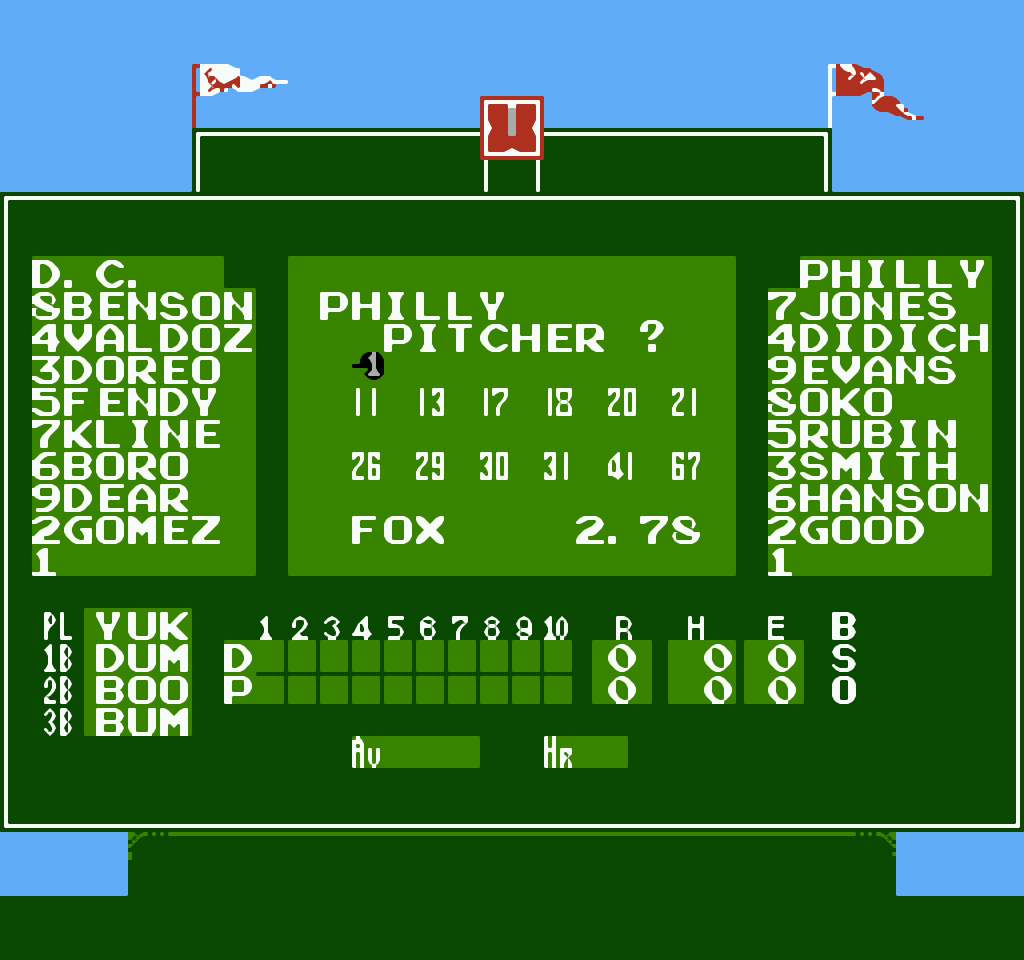 D. C.
8BENSON
4VALDOZ
3DOREO
5FENDY
7KLINE
6BORO
9DEAR
2GOMEZ
1
PHILLY
PITCHER ?
11 13 17 18 20 21
26 29 30 31 41 67
FOX 2.78
PHILLY
7JONES
4DIDICH
9EVANS
8OKO
5RUBIN
3SMITH
6HANSON
2GOOD
1
PL YUK
1B DUM
2B BOO
3B BUM
1 2 3 4 5 6 7 8 9 10 R H E
D 0 0 0
P 0 0 0
B
S
O
Av
HR